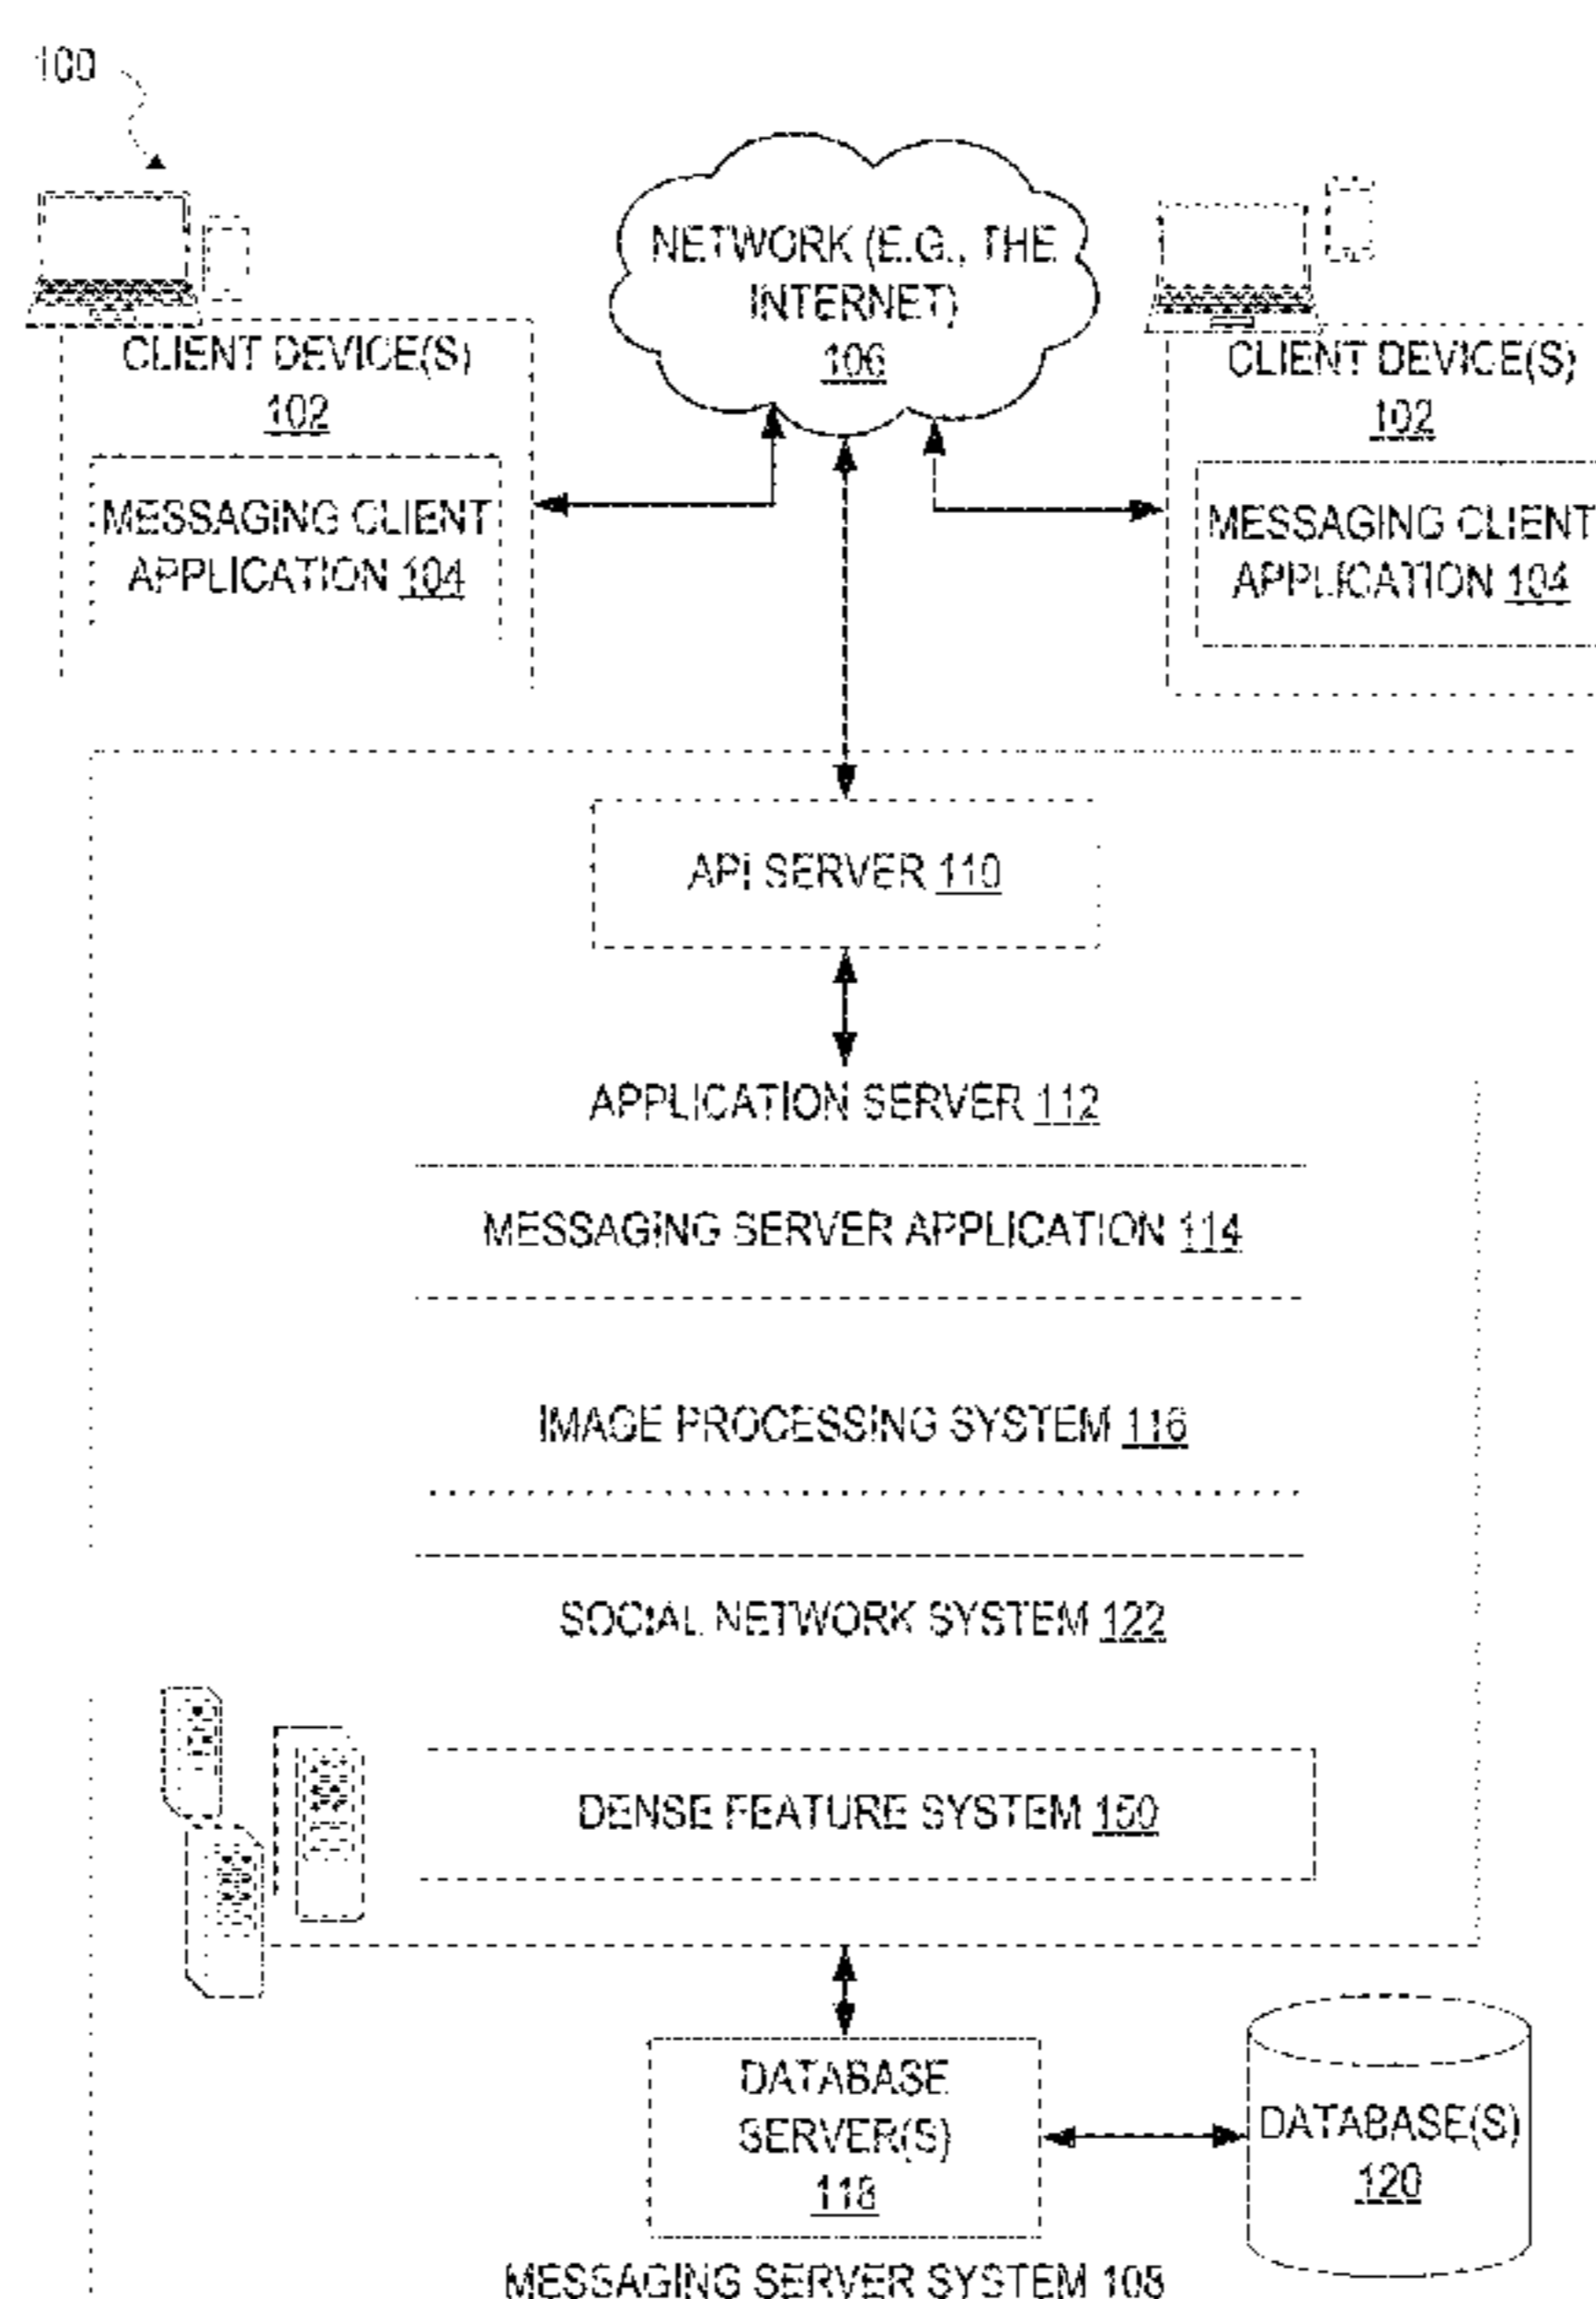 100
NETWORK (E.G., THE
INTERNET)
106
CLIENT DEVICE(S)
102
MESSAGING CLIENT
APPLICATION 104
CLIENT DEVICE(S)
102
MESSAGING CLIENT
APPLICATION 104
API SERVER 110
APPLICATION SERVER 112
MESSAGING SERVER APPLICATION 114
IMAGE PROCESSING SYSTEM 116
SOCIAL NETWORK SYSTEM 122
DENSE FEATURE SYSTEM 150
DATABASE
SERVER(S)
118
DATABASE(S)
120
MESSAGING SERVER SYSTEM 108